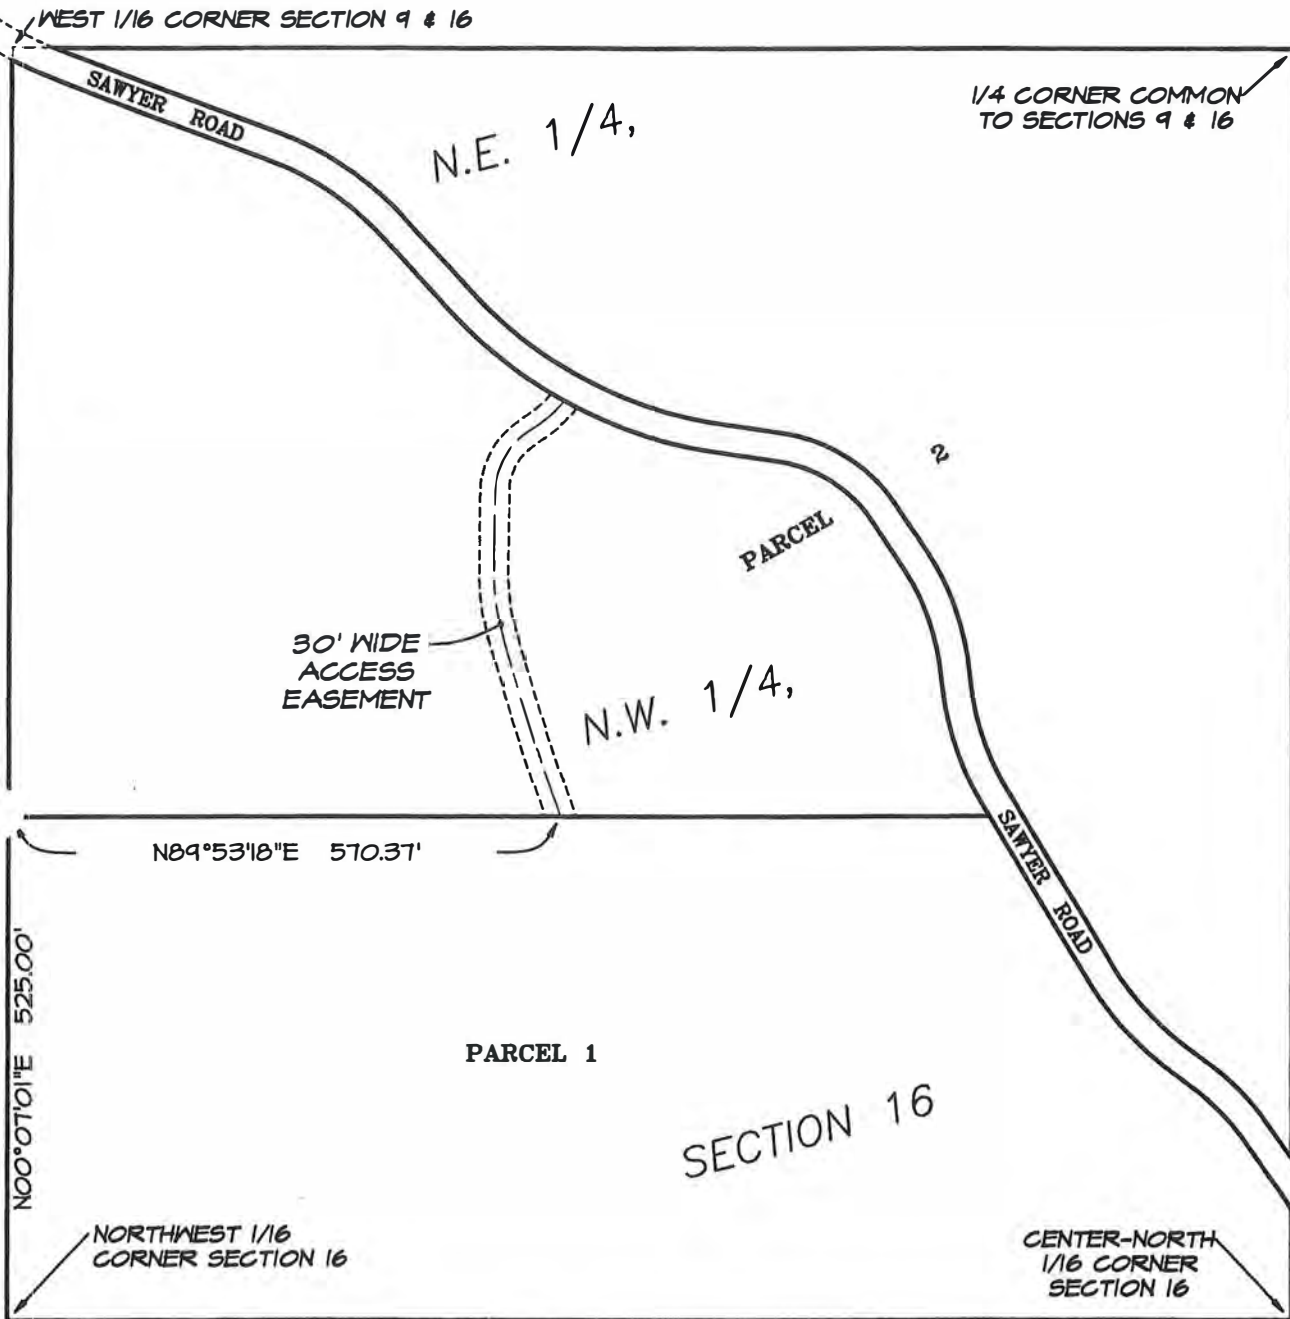 WEST 1/16 CORNER SECTION 9 & 16
SAWYER ROAD
N.E. 1/4,
1/4 CORNER COMMON
TO SECTIONS 9 & 16
2
PARCEL
30' WIDE
ACCESS
EASEMENT
N.W. 1/4,
N89°53'18"E 570.37'
SAWYER ROAD
N00°07'01"E 525.00'
PARCEL 1
SECTION 16
NORTHWEST 1/16
CORNER SECTION 16
CENTER-NORTH
1/16 CORNER
SECTION 16